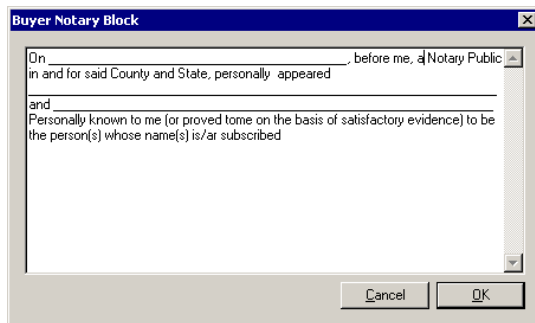 Buyer Notary Block
On ________________________________________, before me, a Notary Public
in and for said County and State, personally  appeared
_______________________________________________________________
and ___________________________________________________________
Personally known to me (or proved tome on the basis of satisfactory evidence) to be
the person(s) whose name(s) is/ar subscribed
Cancel OK